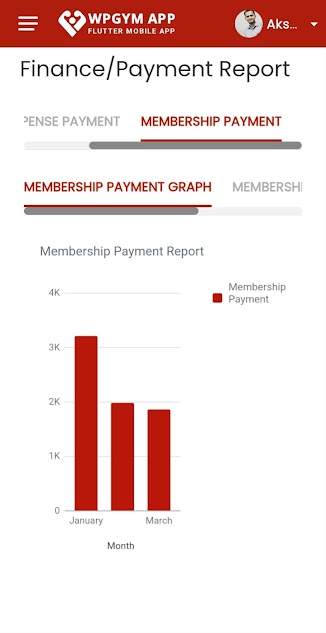 WPGYM APP
FLUTTER MOBILE APP
Aks...
Finance/Payment Report
PENSE PAYMENT
MEMBERSHIP PAYMENT
MEMBERSHIP PAYMENT GRAPH
MEMBERSHI
Membership Payment Report
Membership
Payment
4K
3K
2K
1K
0
January
March
Month